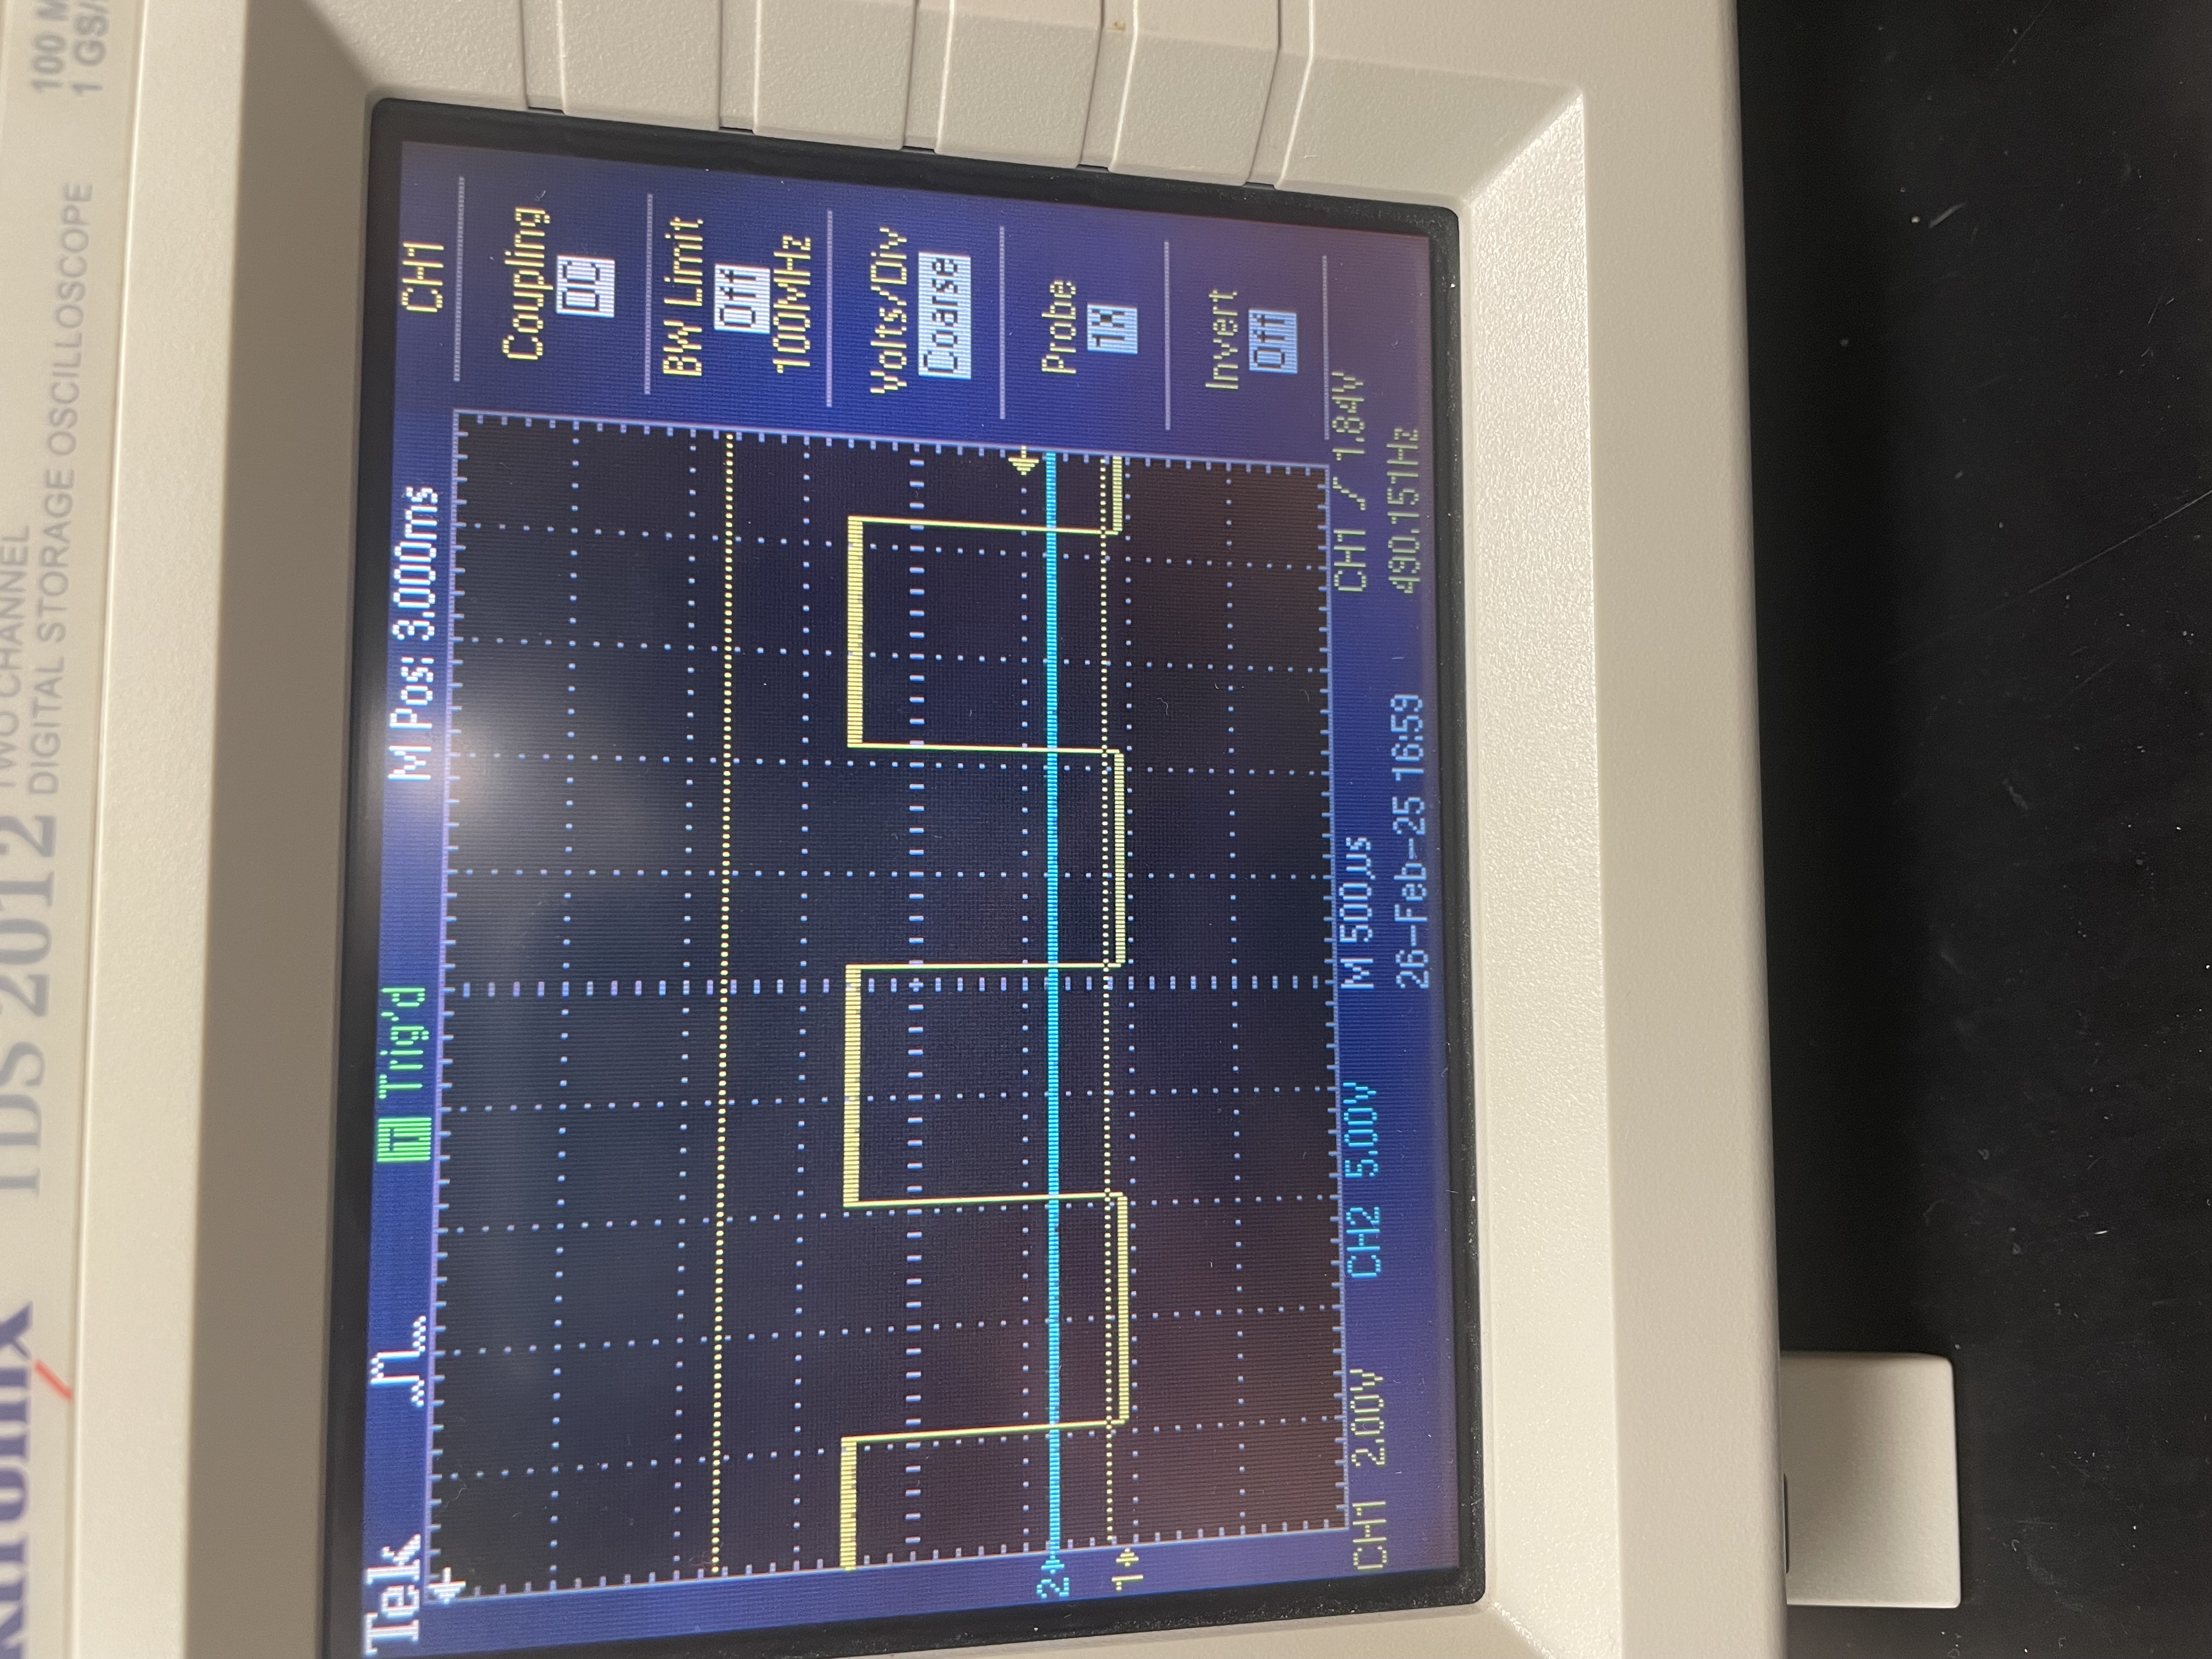 TDS 2012
TWO CHANNEL
DIGITAL STORAGE OSCILLOSCOPE
100
1 GS/
Tek
T Trig'd
M Pos: 3.000ms
CH1
Coupling
DC
BW Limit
Off
100MHz
Volts/Div
Coarse
2
Probe
1X
1
Invert
Off
CH1 2.00V
CH2 5.00V
M 500µs
CH1 1.84V
26-Feb-25 16:59
490.151Hz